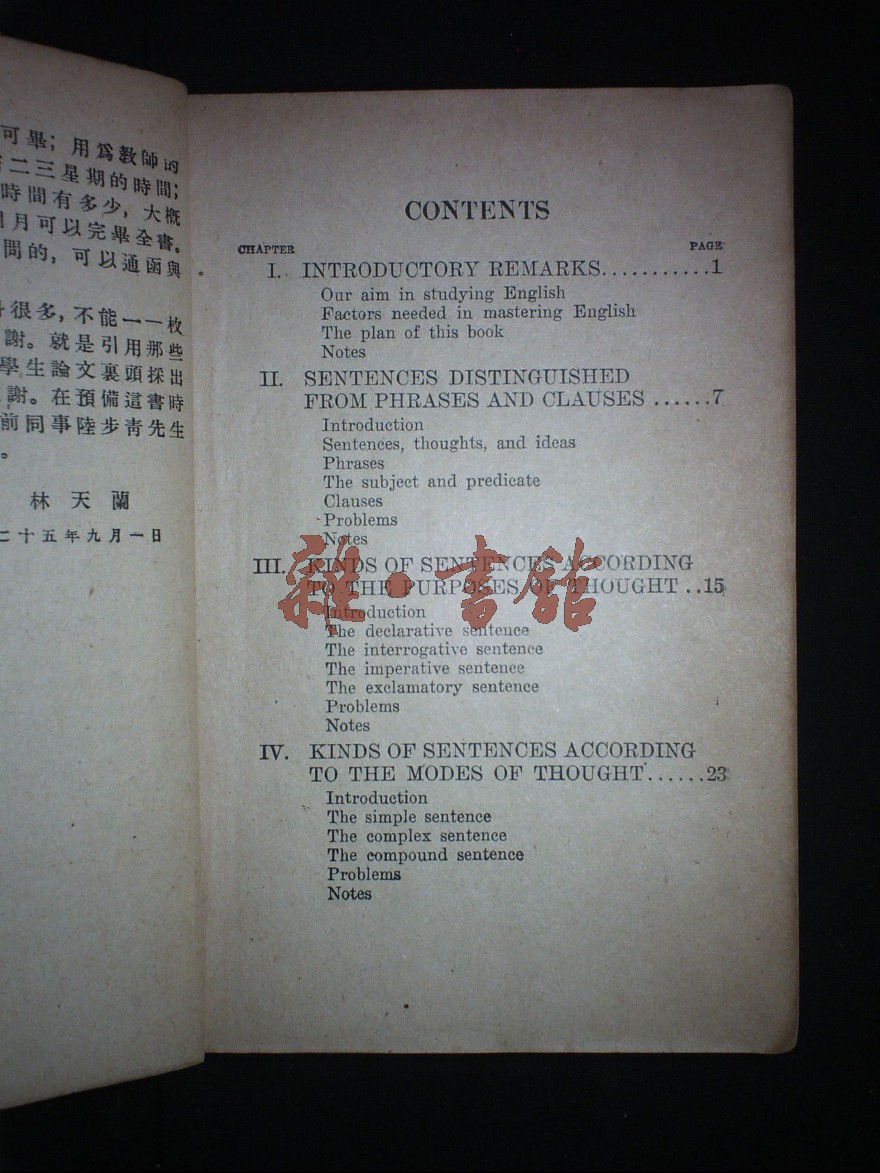 可畢；用爲教師的
二三星期的時間；
時間有多少，大概
月可以完畢全書。
問的，可以通函與
很多，不能一一枚
謝。就是引用那些
學生論文裏頭採出
謝。在預備這書時
前同事陸步靑先生
。
林天蘭
二十五年九月一日
CONTENTS
CHAPTER PAGE
I. INTRODUCTORY REMARKS...........1
Our aim in studying English
Factors needed in mastering English
The plan of this book
Notes
II. SENTENCES DISTINGUISHED
FROM PHRASES AND CLAUSES ......7
Introduction
Sentences, thoughts, and ideas
Phrases
The subject and predicate
Clauses
Problems
Notes
III. KINDS OF SENTENCES ACCORDING
TO THE PURPOSES OF THOUGHT ..15
Introduction
The declarative sentence
The interrogative sentence
The imperative sentence
The exclamatory sentence
Problems
Notes
IV. KINDS OF SENTENCES ACCORDING
TO THE MODES OF THOUGHT......23
Introduction
The simple sentence
The complex sentence
The compound sentence
Problems
Notes
雜·書館